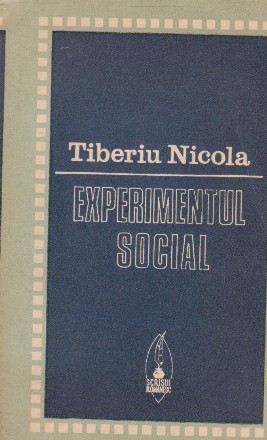 Tiberiu Nicola
EXPERIMENTUL
SOCIAL
SCRISUL
ROMÂNESC